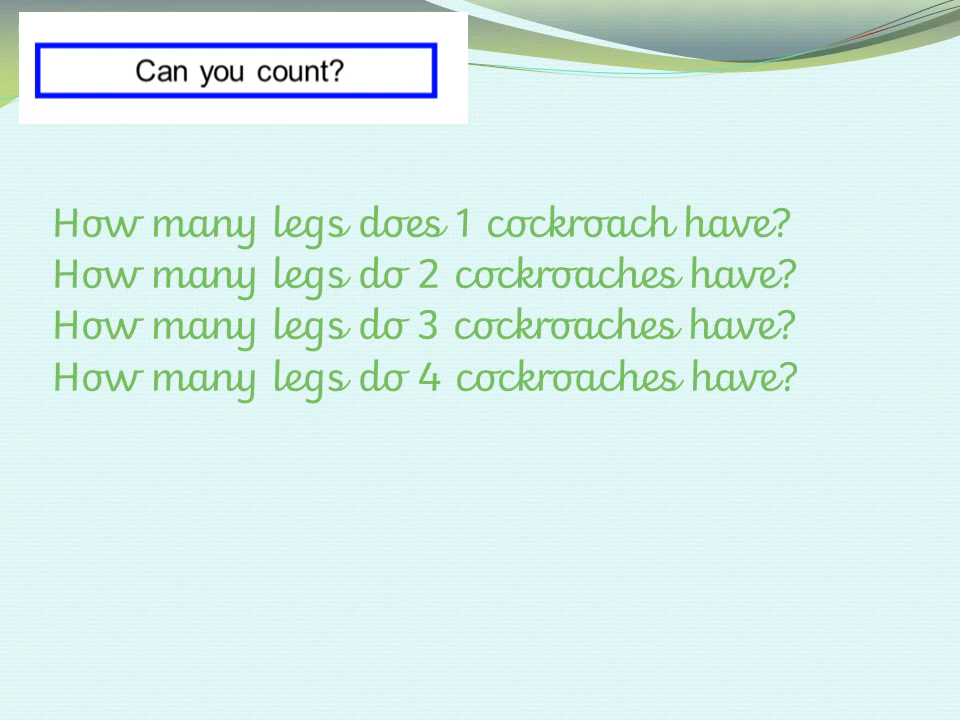 Can you count?
How many legs does 1 cockroach have?
How many legs do 2 cockroaches have?
How many legs do 3 cockroaches have?
How many legs do 4 cockroaches have?